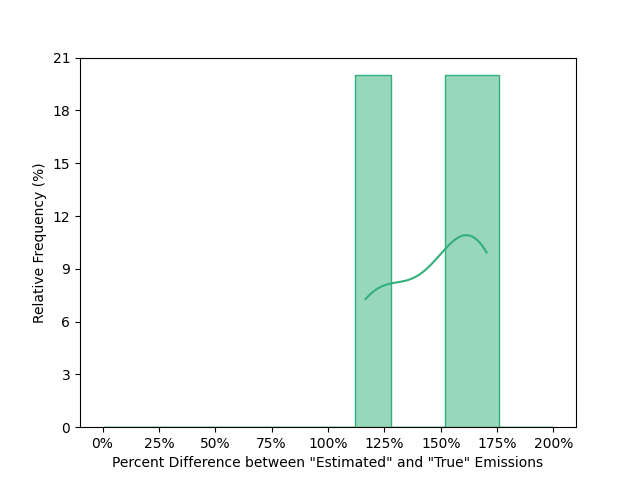 21
18
15
12
9
6
3
0
Relative Frequency (%)
0% 25% 50% 75% 100% 125% 150% 175% 200%
Percent Difference between "Estimated" and "True" Emissions